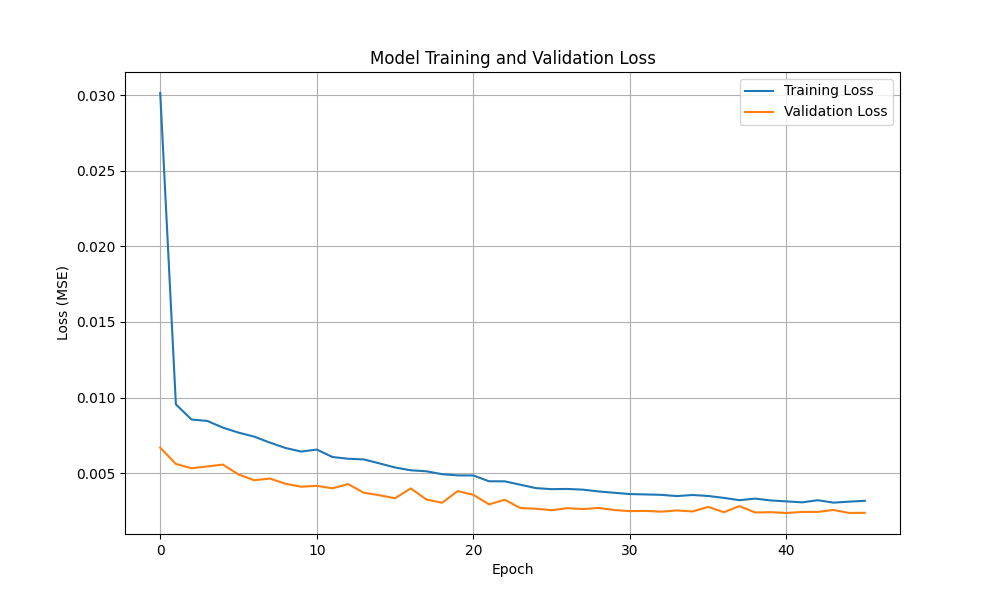 Model Training and Validation Loss
Training Loss
Validation Loss
0.030
0.025
0.020
0.015
0.010
0.005
Loss (MSE)
0 10 20 30 40
Epoch